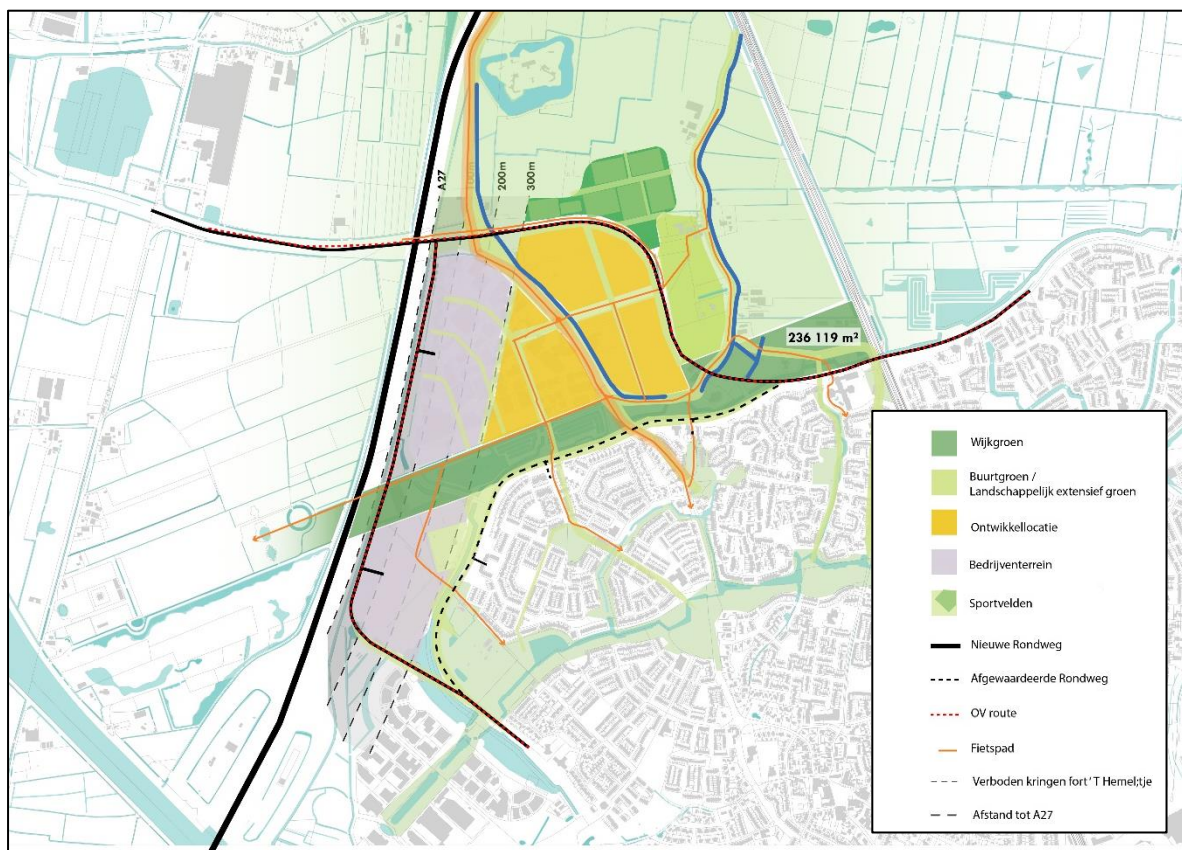 A27
100m
200m
300m
236 119 m²
Wijkgroen
Buurtgroen /
Landschappelijk extensief groen
Ontwikkellocatie
Bedrijventerrein
Sportvelden
Nieuwe Rondweg
Afgewaardeerde Rondweg
OV route
Fietspad
Verboden kringen fort 'T Hemel;tje
Afstand tot A27